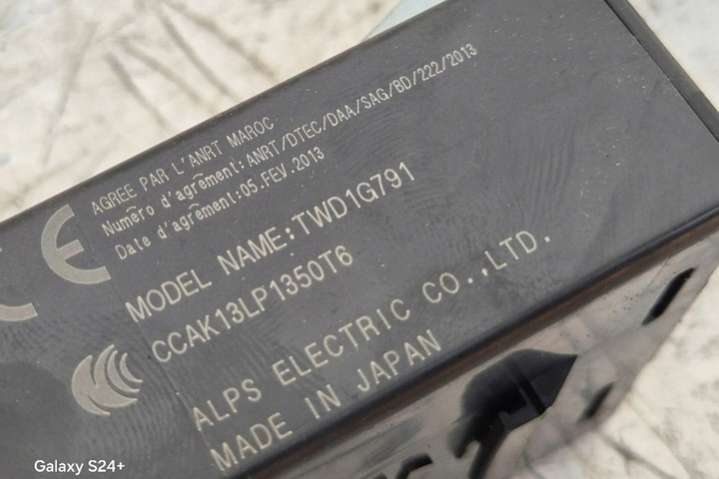 AGREE PAR L'ANRT MAROC
Numéro d'agrément:ANRT/DTEC/DAA/SAG/BD/222/2013
Date d'agrément:05.FEV.2013
CE
MODEL NAME:TWD1G791
CCAK13LP1350T6
ALPS ELECTRIC CO.,LTD.
MADE IN JAPAN
Galaxy S24+